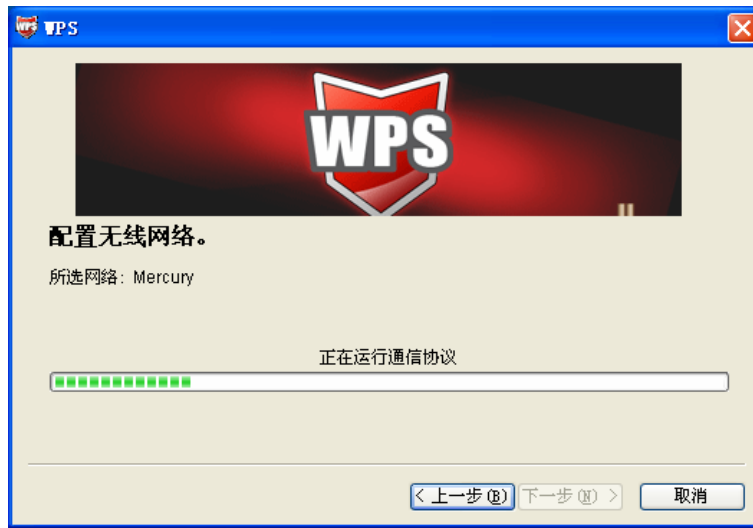 WPS
WPS
WPS
配置无线网络。
所选网络: Mercury
正在运行通信协议
< 上一步(B)
下一步(N) >
取消